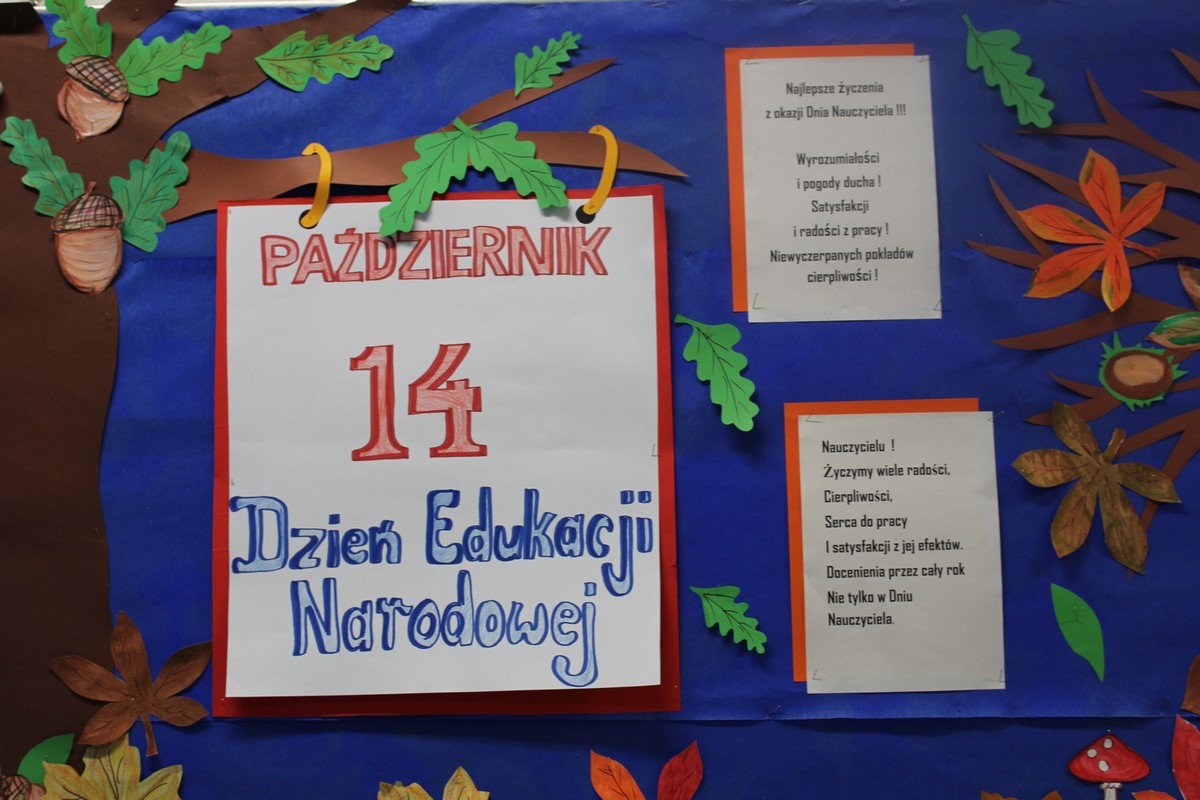 PAŹDZIERNIK
14
Dzień Edukacji
Narodowej
Najlepsze życzenia
z okazji Dnia Nauczyciela !!!
Wyrozumiałości
i pogody ducha !
Satysfakcji
i radości z pracy !
Niewyczerpanych pokładów
cierpliwości !
Nauczycielu !
Życzymy wiele radości,
Cierpliwości,
Serca do pracy
I satysfakcji z jej efektów.
Docenienia przez cały rok
Nie tylko w Dniu
Nauczyciela.